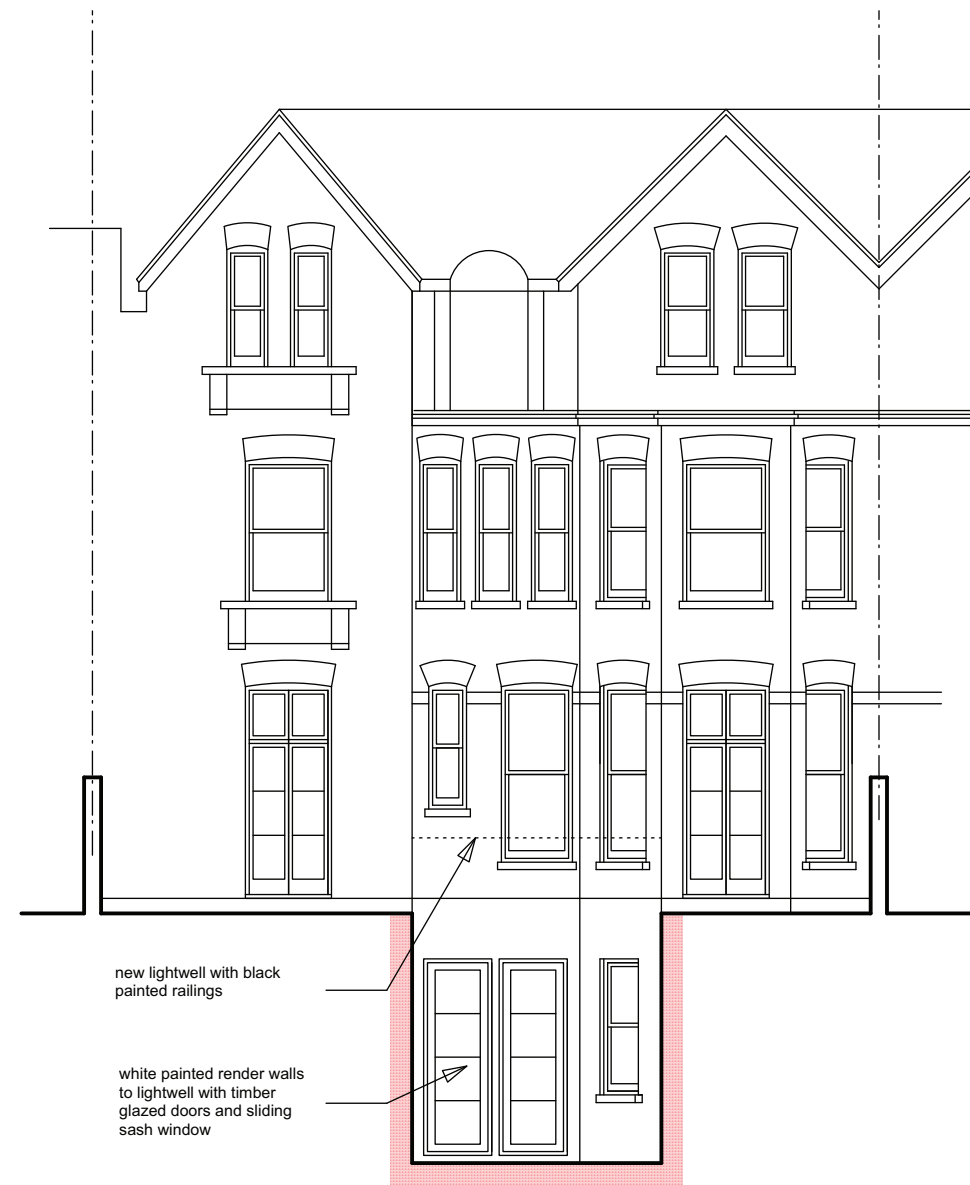 new lightwell with black
painted railings
white painted render walls
to lightwell with timber
glazed doors and sliding
sash window